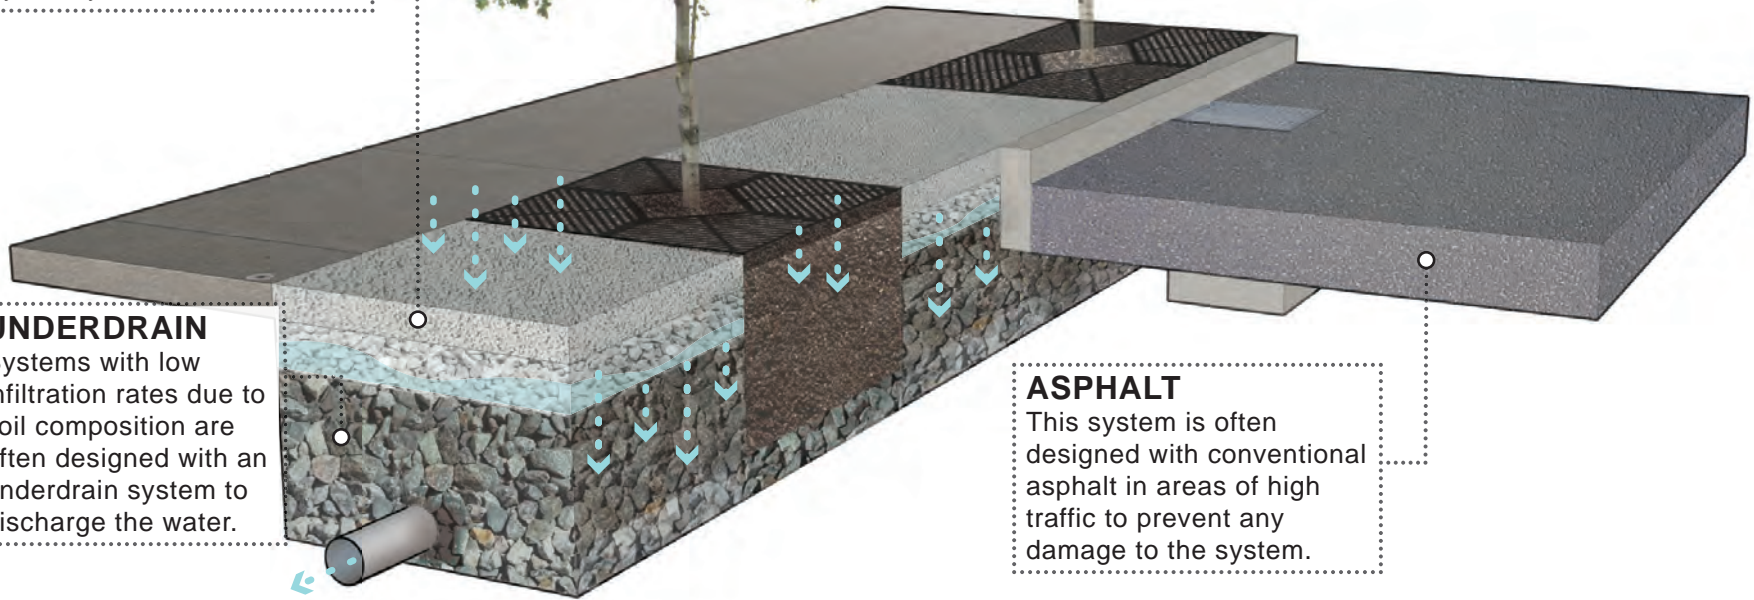 UNDERDRAIN
ystems with low
nfiltration rates due to
oil composition are
ften designed with an
nderdrain system to
ischarge the water.
ASPHALT
This system is often
designed with conventional
asphalt in areas of high
traffic to prevent any
damage to the system.